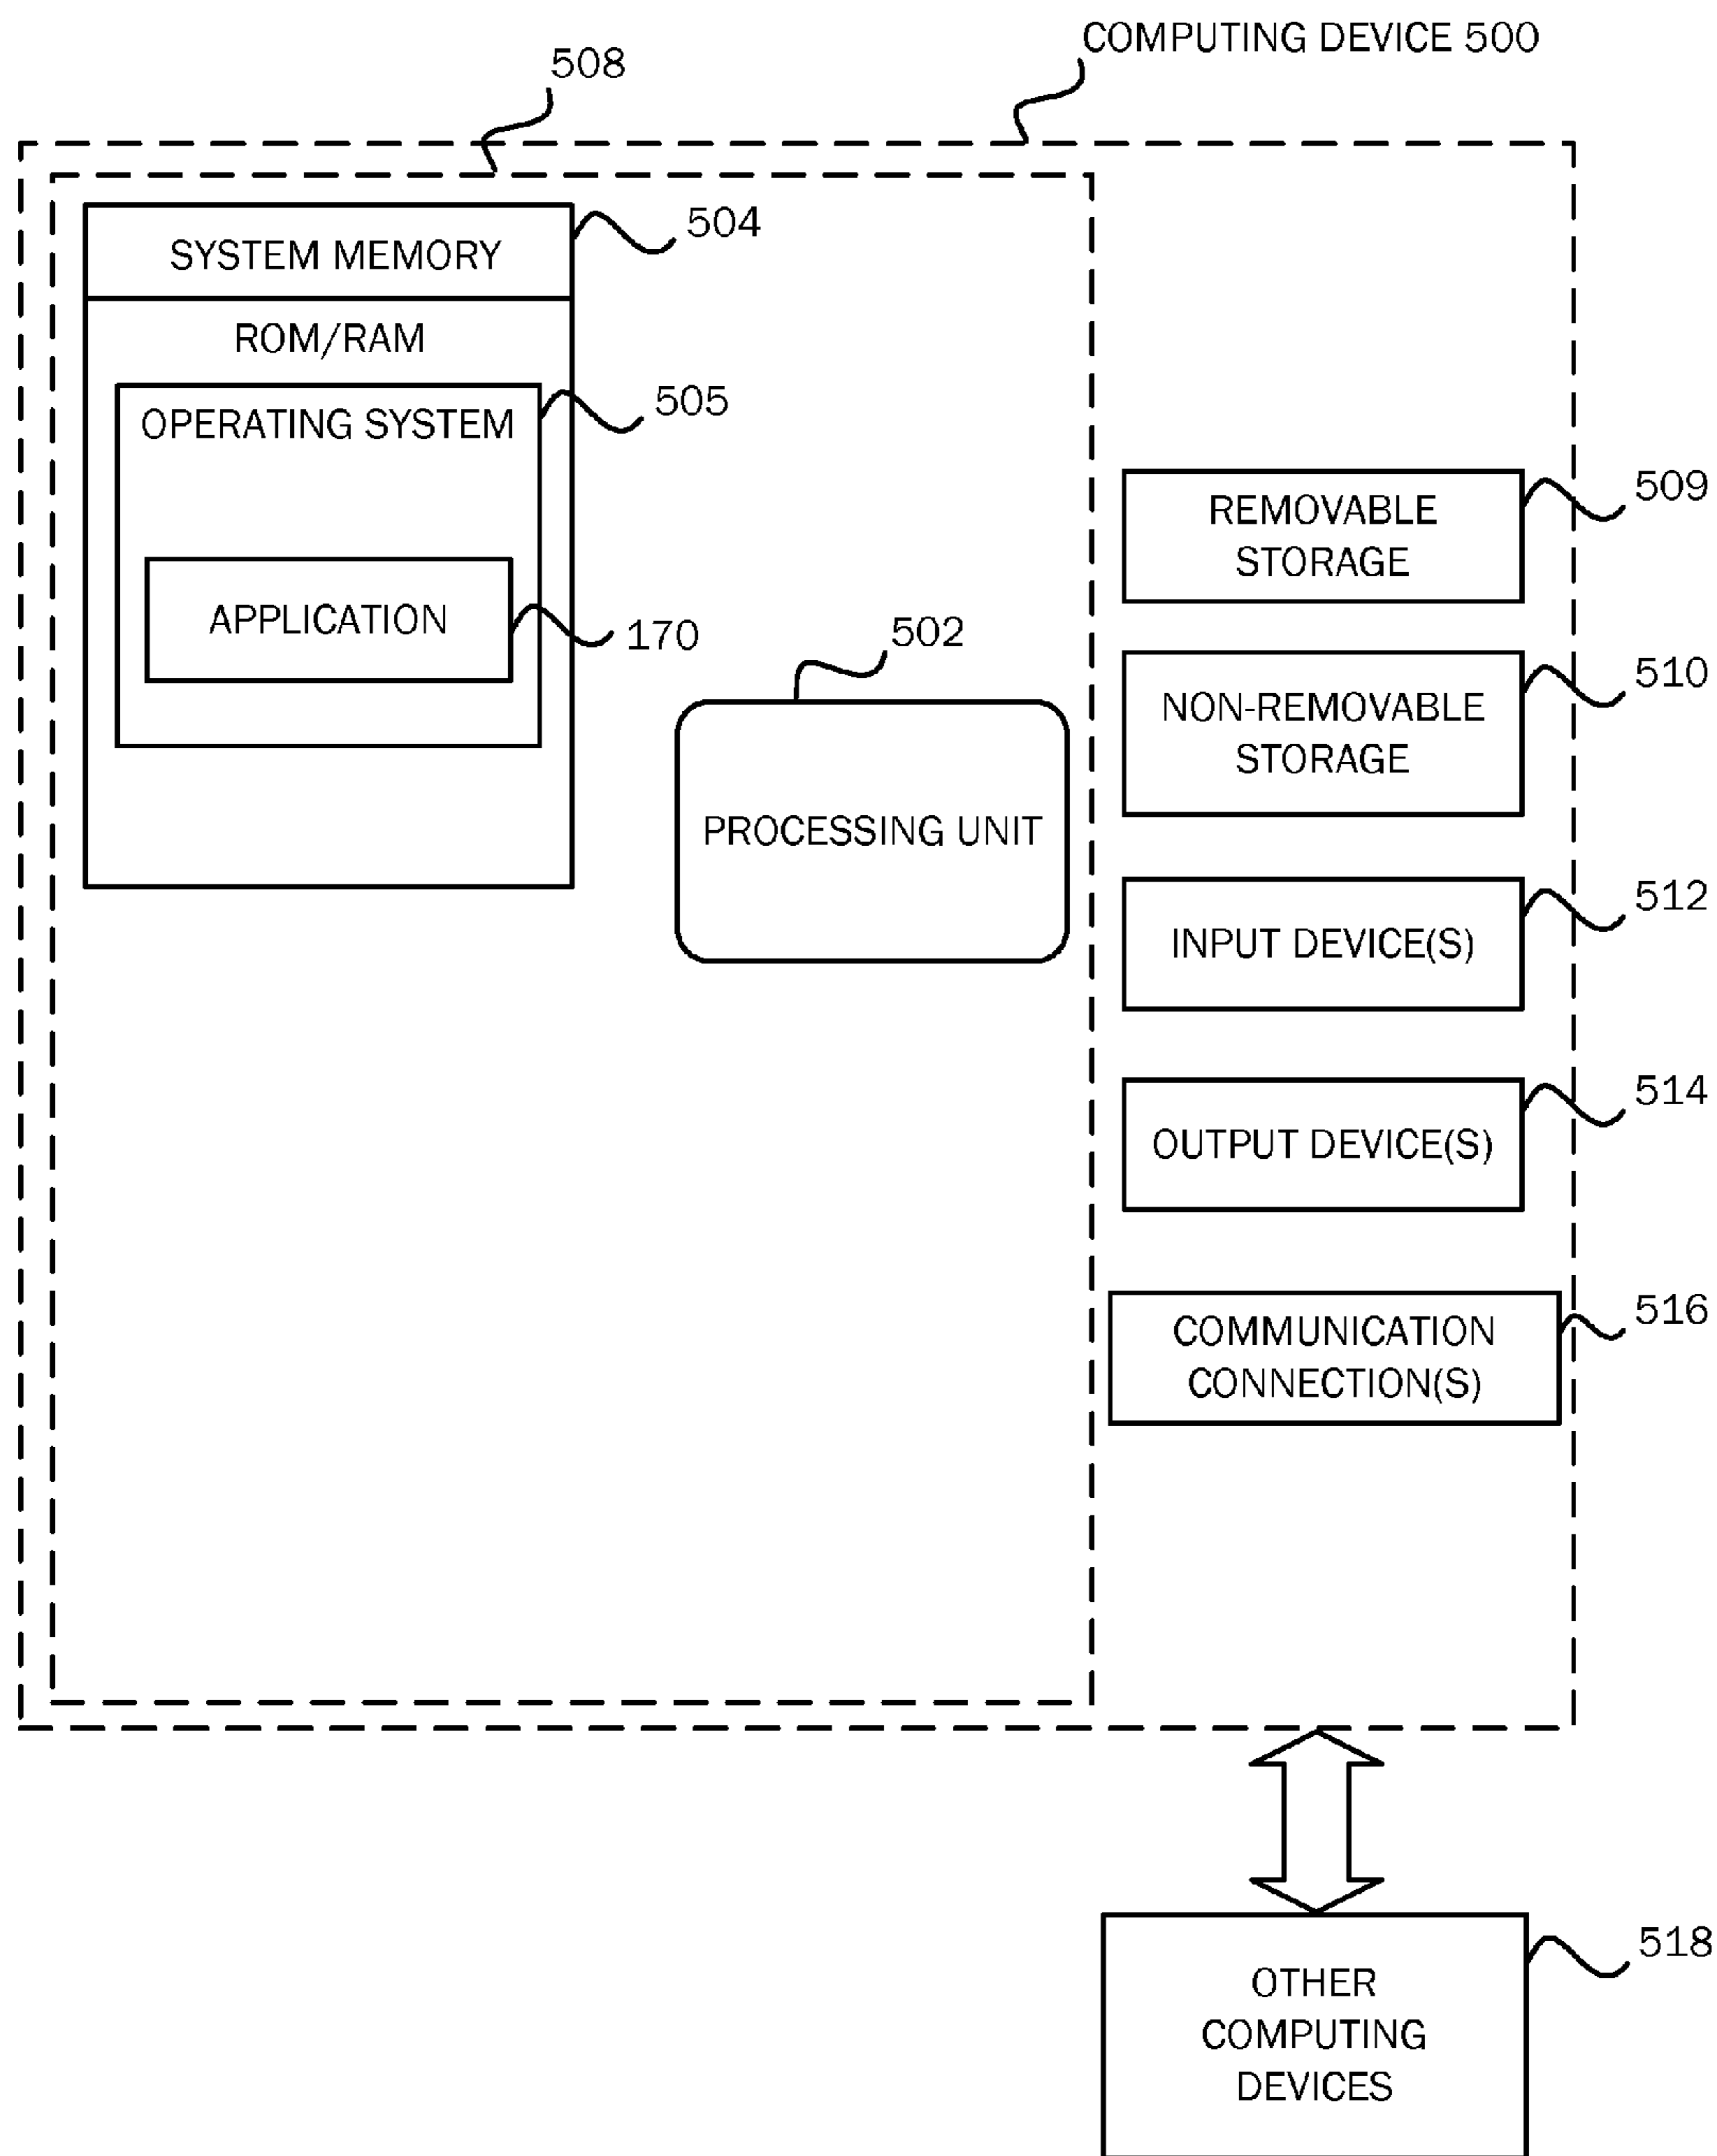 COMPUTING DEVICE 500
508
504
SYSTEM MEMORY
ROM/RAM
505
OPERATING SYSTEM
509
REMOVABLE
STORAGE
APPLICATION
170
502
510
NON-REMOVABLE
STORAGE
PROCESSING UNIT
512
INPUT DEVICE(S)
514
OUTPUT DEVICE(S)
516
COMMUNICATION
CONNECTION(S)
518
OTHER
COMPUTING
DEVICES